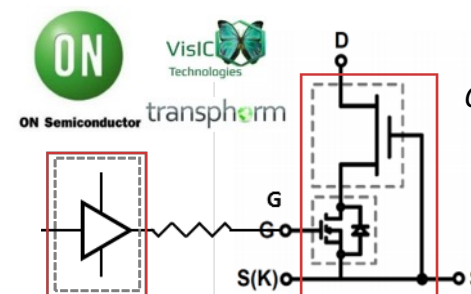 ON
ON Semiconductor
VisIC
Technologies
transphorm
D
G
G
S(K)